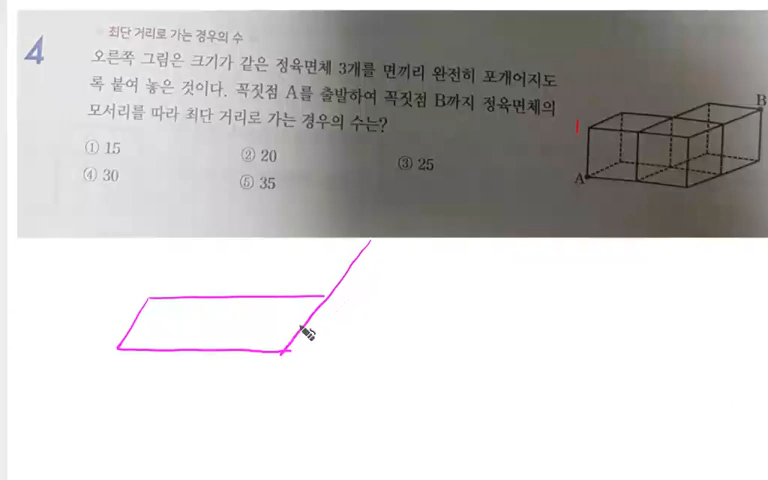 최단 거리로 가는 경우의 수
4
오른쪽 그림은 크기가 같은 정육면체 3개를 면끼리 완전히 포개어지도
록 붙여 놓은 것이다. 꼭짓점 A를 출발하여 꼭짓점 B까지 정육면체의
모서리를 따라 최단 거리로 가는 경우의 수는?
① 15
② 20
③ 25
④ 30
⑤ 35
B
A